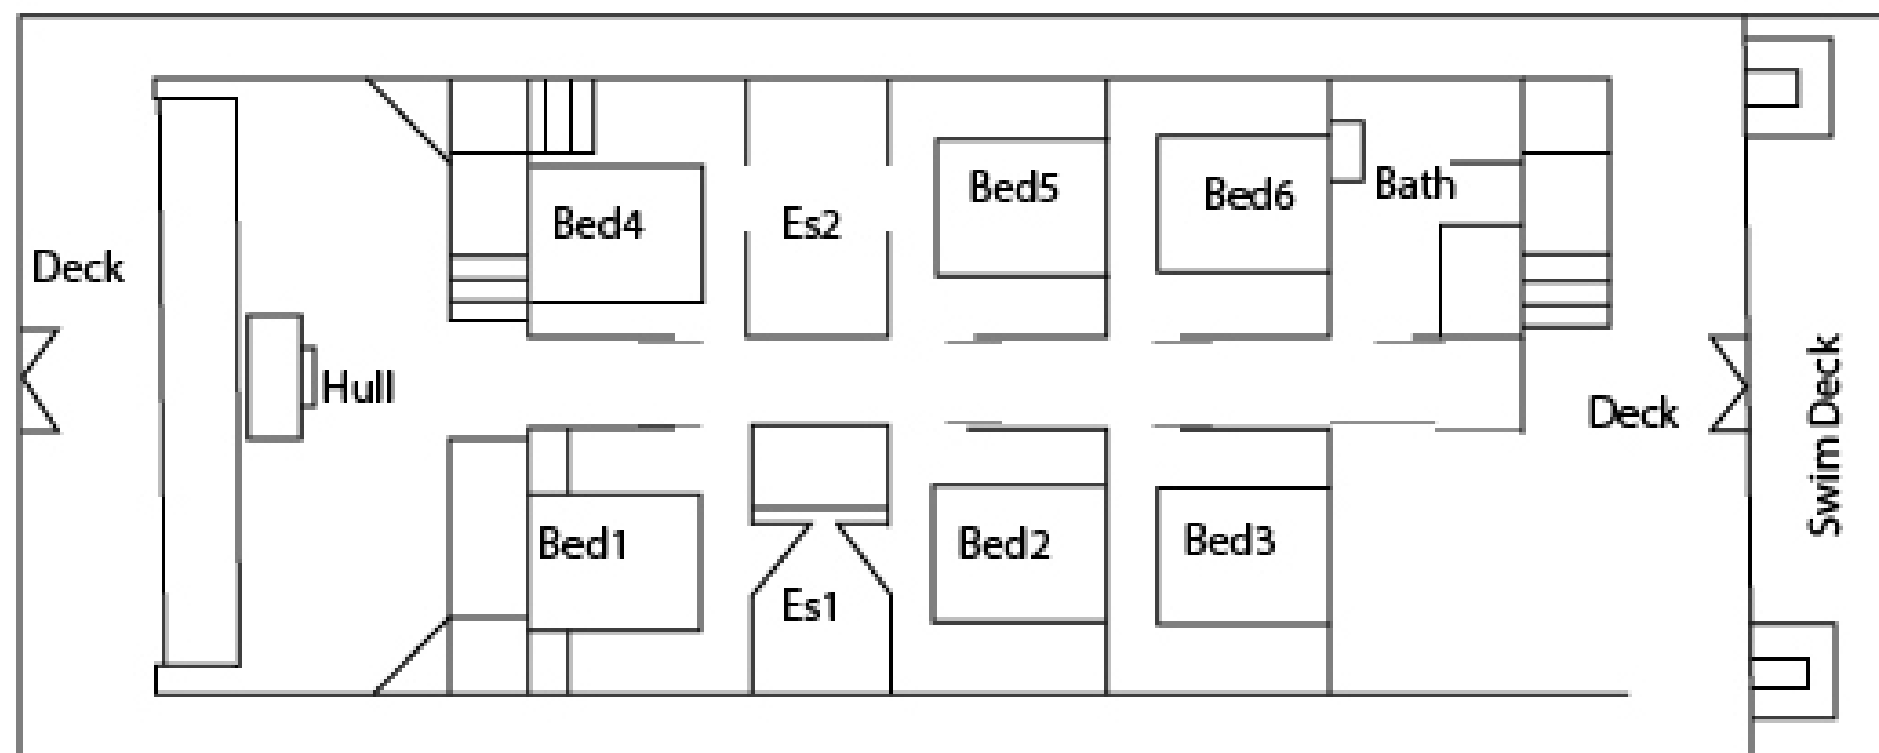 Bed5
Bed6
Bath
Bed4
Es2
Deck
Hull
Deck
Swim Deck
Bed1
Bed2
Bed3
Es1